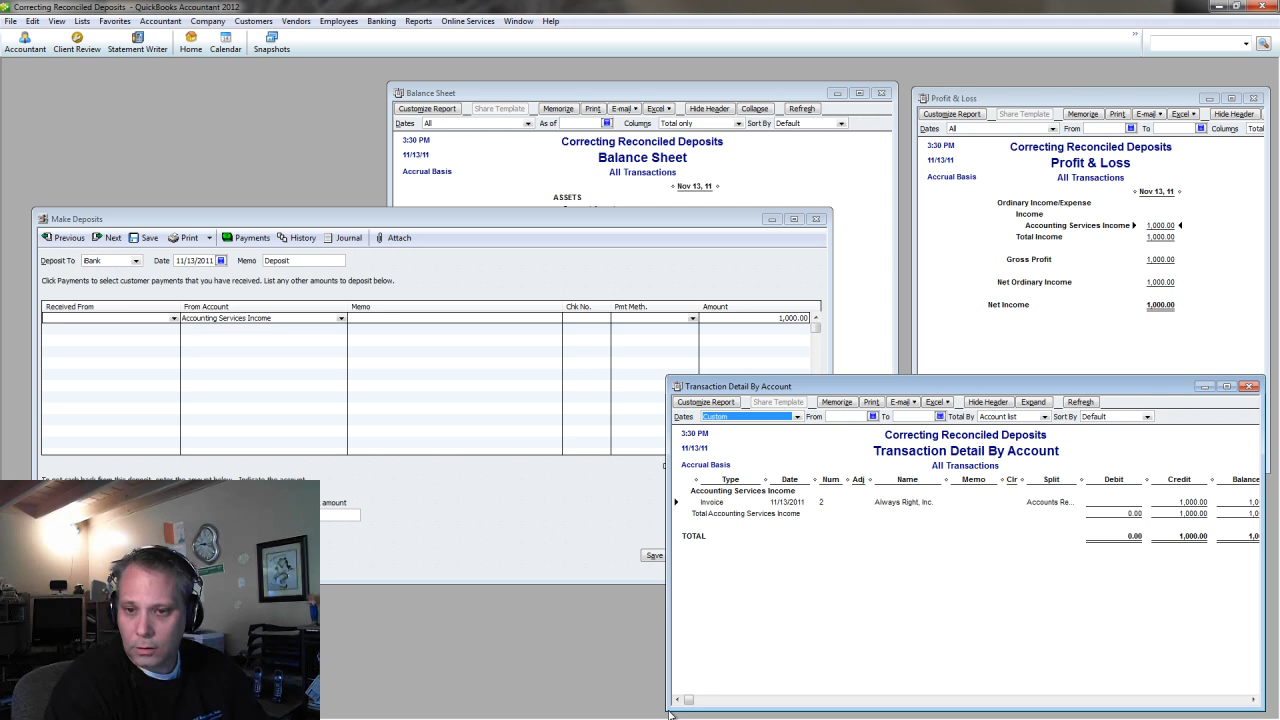 Correcting Reconciled Deposits - QuickBooks Accountant 2012
File Edit View Lists Favorites Accountant Company Customers Vendors Employees Banking Reports Online Services Window Help
Accountant Client Review Statement Writer Home Calendar Snapshots
Balance Sheet
Customize Report Share Template Memorize Print E-mail Excel Hide Header Collapse Refresh
Dates All As of Columns Total only Sort By Default
3:30 PM
11/13/11
Accrual Basis
Correcting Reconciled Deposits
Balance Sheet
All Transactions
Nov 13, 11
ASSETS
Profit & Loss
Customize Report Share Template Memorize Print E-mail Excel Hide Header
Dates All From To Columns Total
3:30 PM
11/13/11
Accrual Basis
Correcting Reconciled Deposits
Profit & Loss
All Transactions
Nov 13, 11
Ordinary Income/Expense
Income
Accounting Services Income 1,000.00
Total Income 1,000.00
Gross Profit 1,000.00
Net Ordinary Income 1,000.00
Net Income 1,000.00
Make Deposits
Previous Next Save Print Payments History Journal Attach
Deposit To iBank Date 11/13/2011 Memo Deposit
Click Payments to select customer payments that you have received. List any other amounts to deposit below.
Received From From Account Memo Chk No. Pmt Meth. Amount
Accounting Services Income 1,000.00
amount
Save
Transaction Detail By Account
Customize Report Share Template Memorize Print E-mail Excel Hide Header Expand Refresh
Dates Custom From To Total By Account list Sort By Default
3:30 PM
11/13/11
Accrual Basis
Correcting Reconciled Deposits
Transaction Detail By Account
All Transactions
Type Date Num Adj Name Memo Clr Split Debit Credit Balance
Accounting Services Income
Invoice 11/13/2011 2 Always Right, Inc. Accounts Re... 1,000.00 1,0
Total Accounting Services Income 0.00 1,000.00 1,0
TOTAL 0.00 1,000.00 1,0